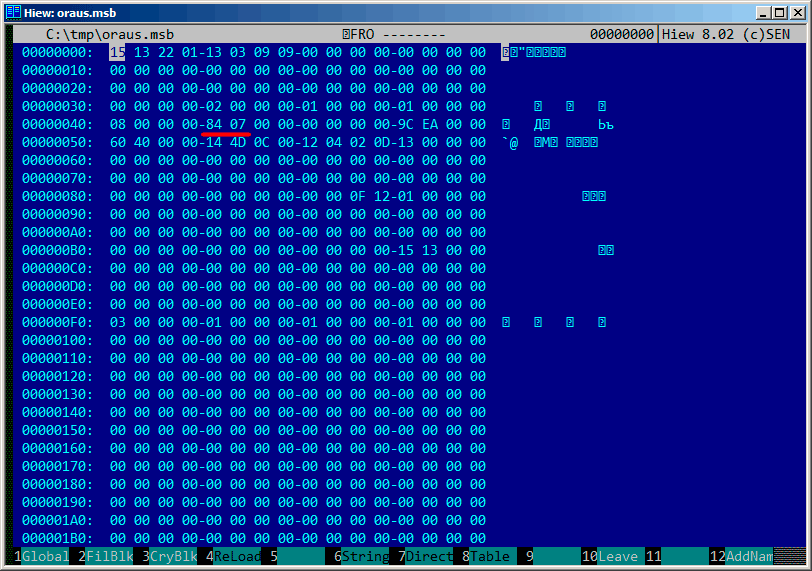 Hiew: oraus.msb
C:\tmp\oraus.msb FRO -------- 00000000 Hiew 8.02 (c)SEN
00000000: 15 13 22 01-13 03 09 09-00 00 00 00-00 00 00 00 "
00000010: 00 00 00 00-00 00 00 00-00 00 00 00-00 00 00 00
00000020: 00 00 00 00-00 00 00 00-00 00 00 00-00 00 00 00
00000030: 00 00 00 00-02 00 00 00-01 00 00 00-01 00 00 00
00000040: 08 00 00 00-84 07 00 00-00 00 00 00-9C EA 00 00 Д Ьъ
00000050: 60 40 00 00-14 4D 0C 00-12 04 02 0D-13 00 00 00 `@ M
00000060: 00 00 00 00-00 00 00 00-00 00 00 00-00 00 00 00
00000070: 00 00 00 00-00 00 00 00-00 00 00 00-00 00 00 00
00000080: 00 00 00 00-00 00 00 00-00 00 0F 12-01 00 00 00
00000090: 00 00 00 00-00 00 00 00-00 00 00 00-00 00 00 00
000000A0: 00 00 00 00-00 00 00 00-00 00 00 00-00 00 00 00
000000B0: 00 00 00 00-00 00 00 00-00 00 00 00-15 13 00 00
000000C0: 00 00 00 00-00 00 00 00-00 00 00 00-00 00 00 00
000000D0: 00 00 00 00-00 00 00 00-00 00 00 00-00 00 00 00
000000E0: 00 00 00 00-00 00 00 00-00 00 00 00-00 00 00 00
000000F0: 03 00 00 00-01 00 00 00-01 00 00 00-01 00 00 00
00000100: 00 00 00 00-00 00 00 00-00 00 00 00-00 00 00 00
00000110: 00 00 00 00-00 00 00 00-00 00 00 00-00 00 00 00
00000120: 00 00 00 00-00 00 00 00-00 00 00 00-00 00 00 00
00000130: 00 00 00 00-00 00 00 00-00 00 00 00-00 00 00 00
00000140: 00 00 00 00-00 00 00 00-00 00 00 00-00 00 00 00
00000150: 00 00 00 00-00 00 00 00-00 00 00 00-00 00 00 00
00000160: 00 00 00 00-00 00 00 00-00 00 00 00-00 00 00 00
00000170: 00 00 00 00-00 00 00 00-00 00 00 00-00 00 00 00
00000180: 00 00 00 00-00 00 00 00-00 00 00 00-00 00 00 00
00000190: 00 00 00 00-00 00 00 00-00 00 00 00-00 00 00 00
000001A0: 00 00 00 00-00 00 00 00-00 00 00 00-00 00 00 00
000001B0: 00 00 00 00-00 00 00 00-00 00 00 00-00 00 00 00
1Global 2FilBlk 3CryBlk 4ReLoad 5 6String 7Direct 8Table 9 10Leave 11 12AddNam